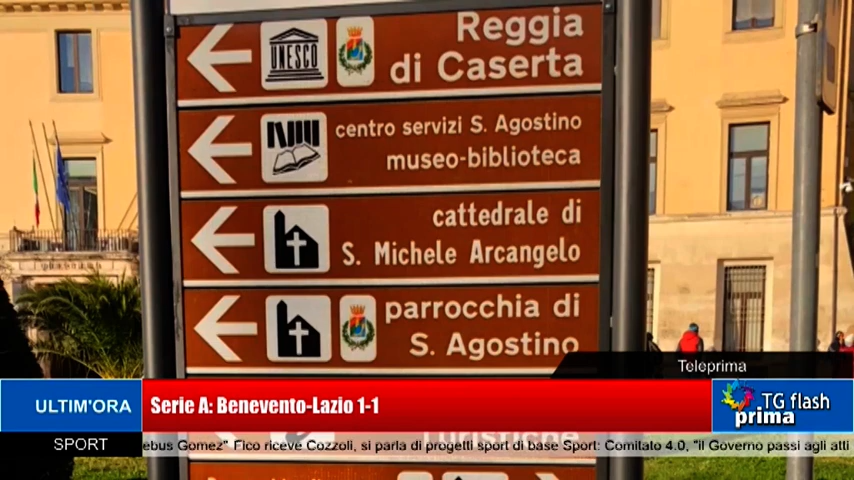 Reggia
UNESCO
di Caserta
centro servizi S. Agostino
museo-biblioteca
cattedrale di
S. Michele Arcangelo
parrocchia di
S. Agostino
Teleprima
ULTIM'ORA
Serie A: Benevento-Lazio 1-1
TG flash
prima
SPORT
ebus Gomez" Fico riceve Cozzoli, si parla di progetti sport di base Sport: Comitato 4.0, "il Governo passi agli atti
Turistiche